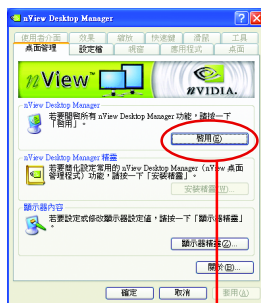 nView Desktop Manager
使用者介面 效果 縮放 快速鍵 滑鼠 工具
桌面管理 設定檔 視窗 應用程式 桌面
nView™
nVIDIA.
nView Desktop Manager
若要開啟所有 nView Desktop Manager 功能，請按一下
「啟用」。
啟用(E)
nView Desktop Manager 精靈
若要簡化設定常用的 nView Desktop Manager（nView 桌面
管理程式）功能，請按一下「安裝精靈」。
安裝精靈(W)...
顯示器內容
若要設定或修改顯示器設定值，請按一下「顯示器精靈」
。
顯示器精靈(Z)...
關於(B)...
確定 取消 套用(A)